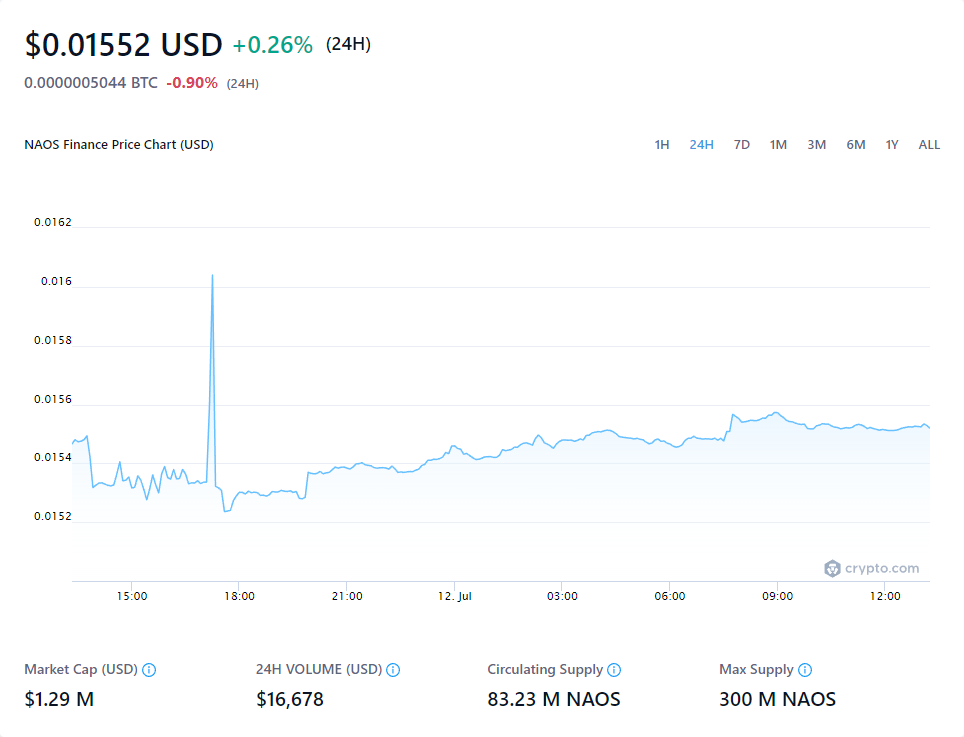 $0.01552 USD +0.26% (24H)
0.0000005044 BTC -0.90% (24H)
NAOS Finance Price Chart (USD) 1H 24H 7D 1M 3M 6M 1Y ALL
0.0162
0.016
0.0158
0.0156
0.0154
0.0152
crypto.com
15:00 18:00 21:00 12. Jul 03:00 06:00 09:00 12:00
Market Cap (USD) 24H VOLUME (USD) Circulating Supply Max Supply
$1.29 M $16,678 83.23 M NAOS 300 M NAOS